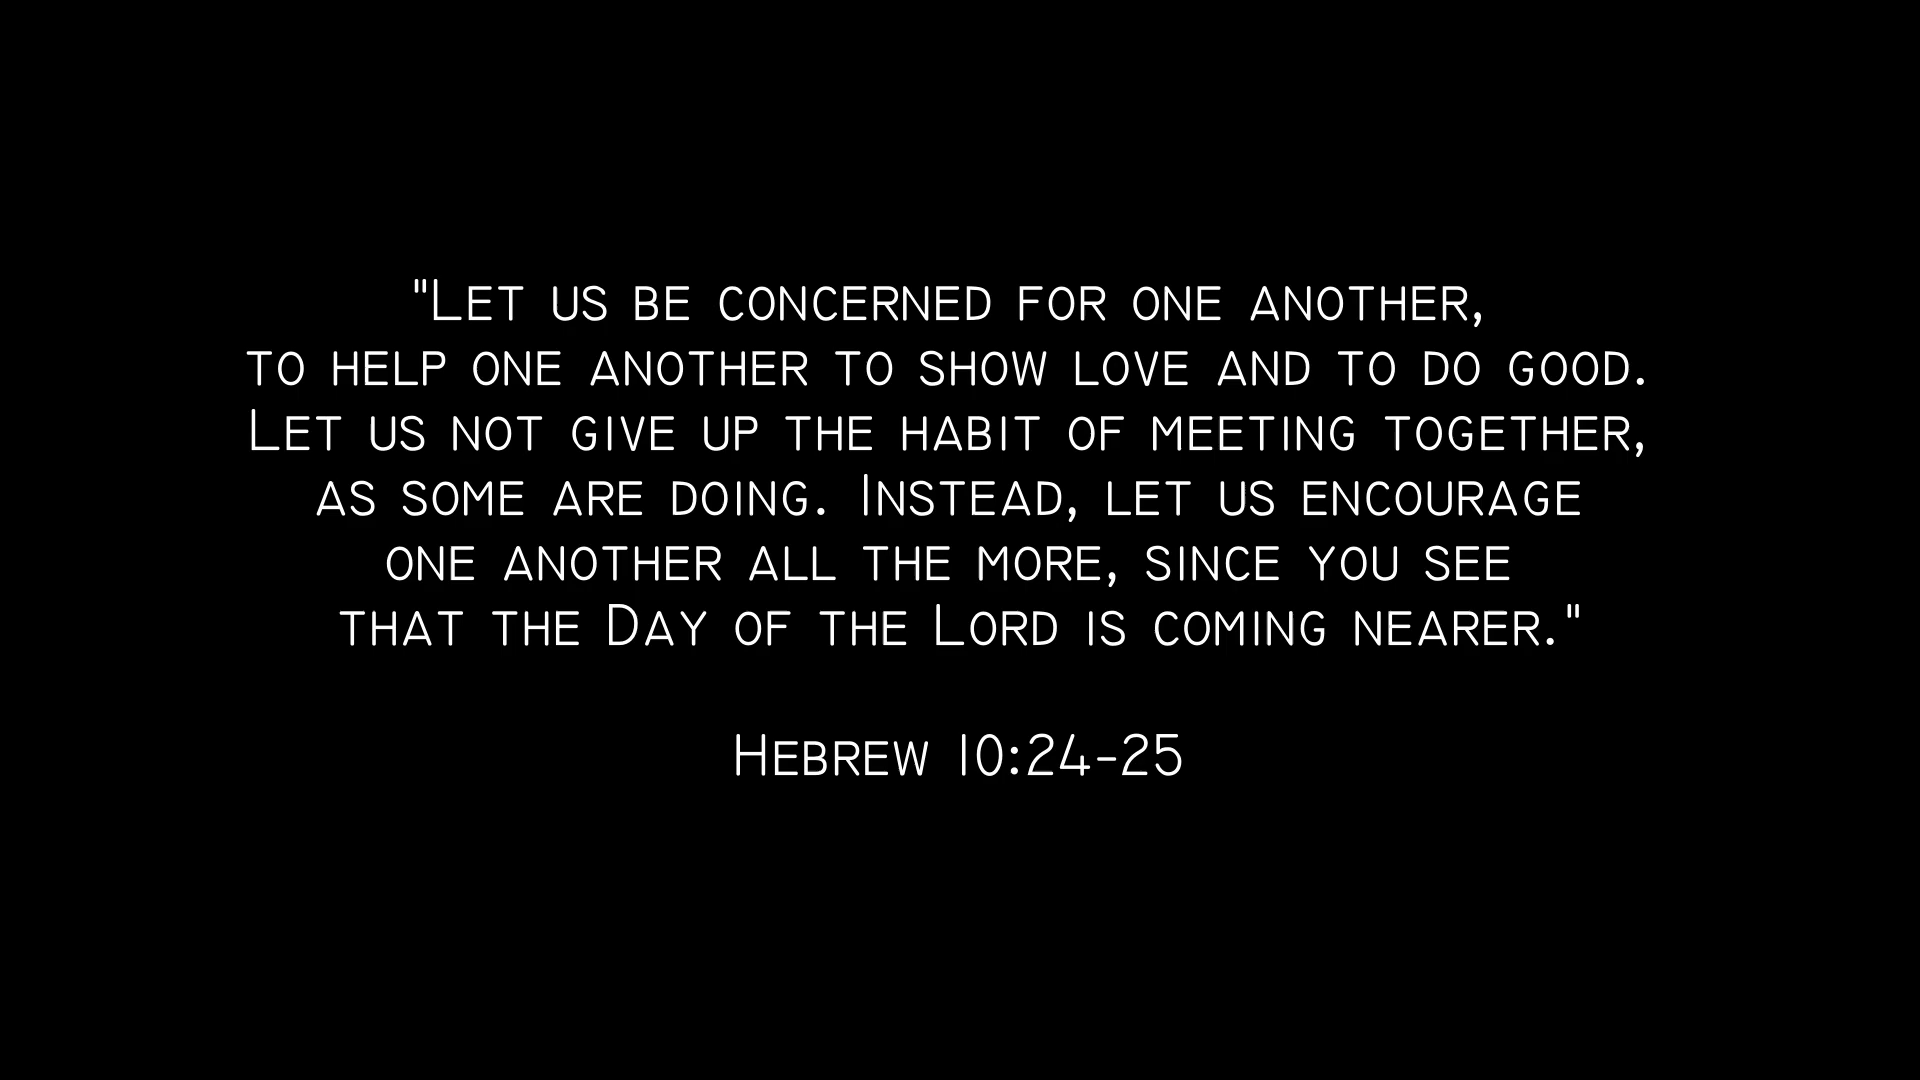 "Let us be concerned for one another,
to help one another to show love and to do good.
Let us not give up the habit of meeting together,
as some are doing. Instead, let us encourage
one another all the more, since you see
that the Day of the Lord is coming nearer."
Hebrew 10:24-25